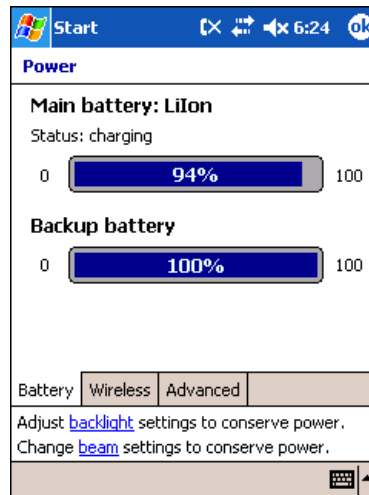 Start 6:24 ok
Power
Main battery: LiIon
Status: charging
0 94% 100
Backup battery
0 100% 100
Battery Wireless Advanced
Adjust backlight settings to conserve power.
Change beam settings to conserve power.